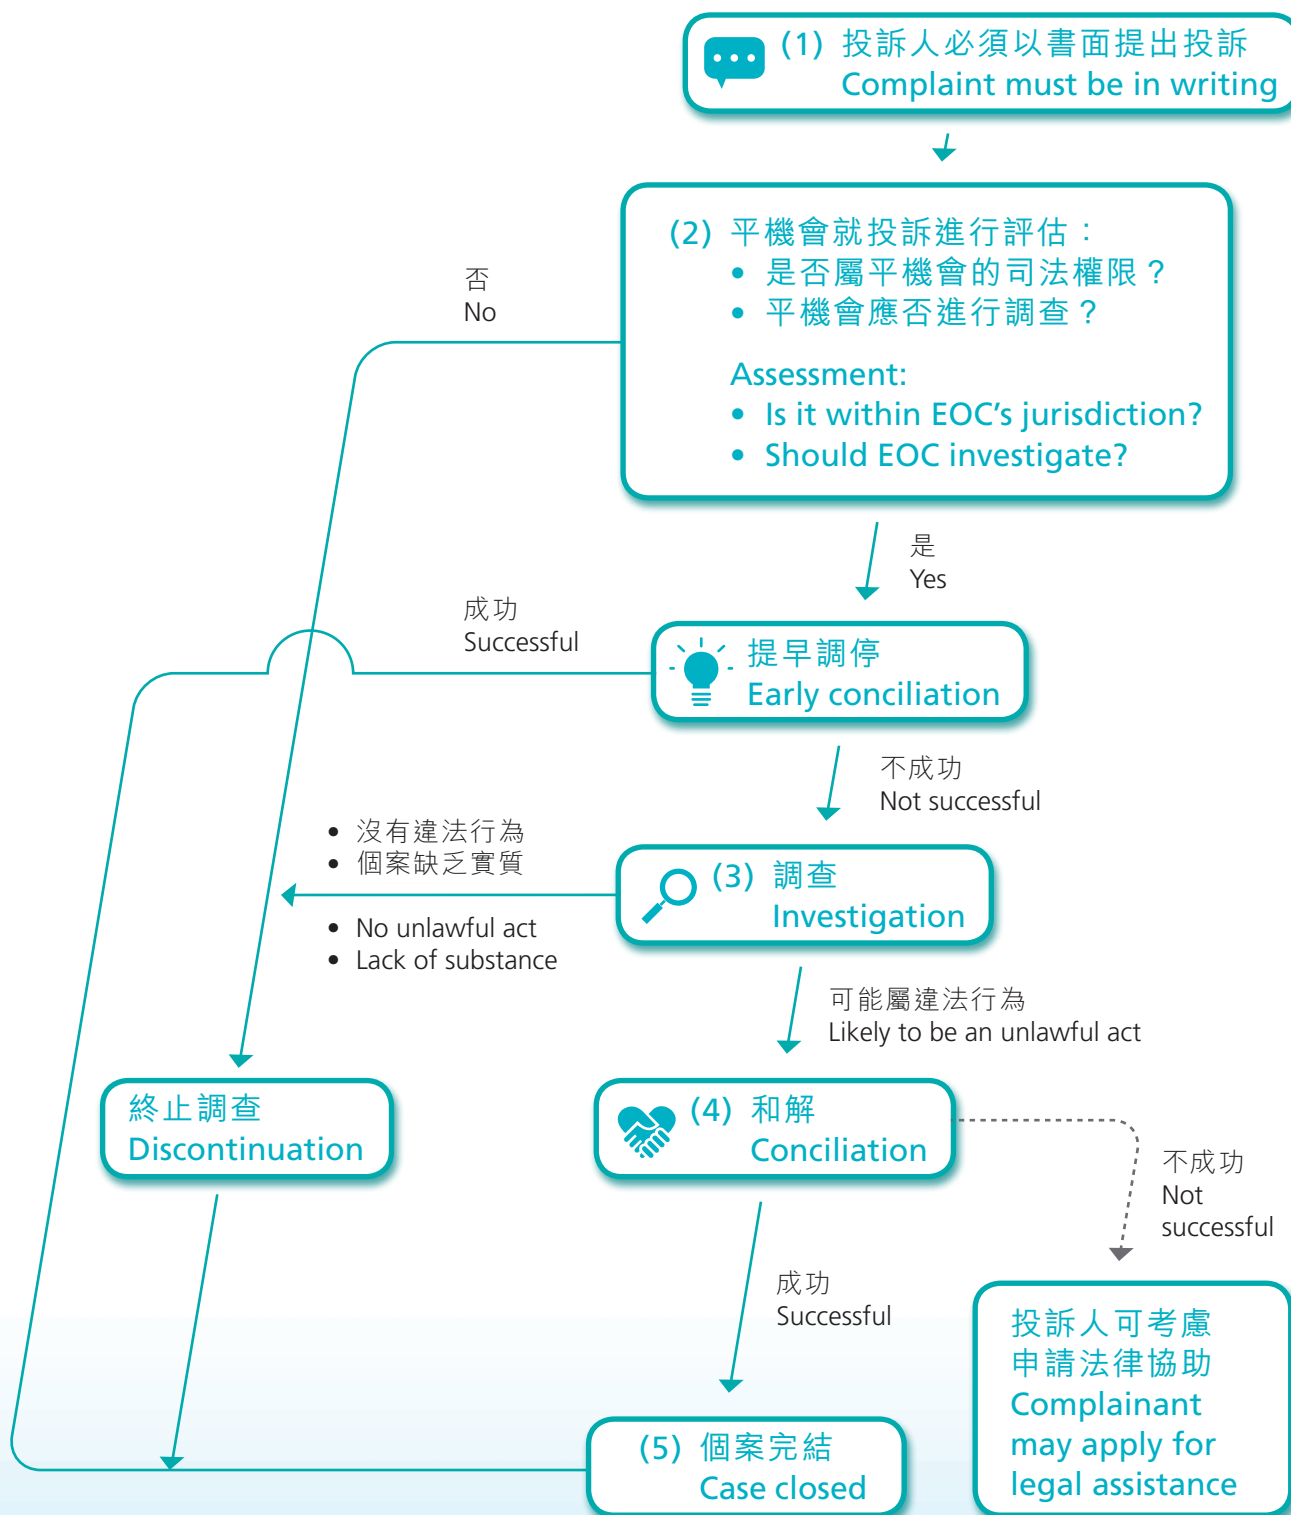 (1) 投訴人必須以書面提出投訴
Complaint must be in writing
(2) 平機會就投訴進行評估：
• 是否屬平機會的司法權限？
• 平機會應否進行調查？
Assessment:
• Is it within EOC’s jurisdiction?
• Should EOC investigate?
否
No
是
Yes
成功
Successful
提早調停
Early conciliation
不成功
Not successful
• 沒有違法行為
• 個案缺乏實質
• No unlawful act
• Lack of substance
(3) 調查
Investigation
可能屬違法行為
Likely to be an unlawful act
終止調查
Discontinuation
(4) 和解
Conciliation
不成功
Not
successful
成功
Successful
投訴人可考慮
申請法律協助
Complainant
may apply for
legal assistance
(5) 個案完結
Case closed